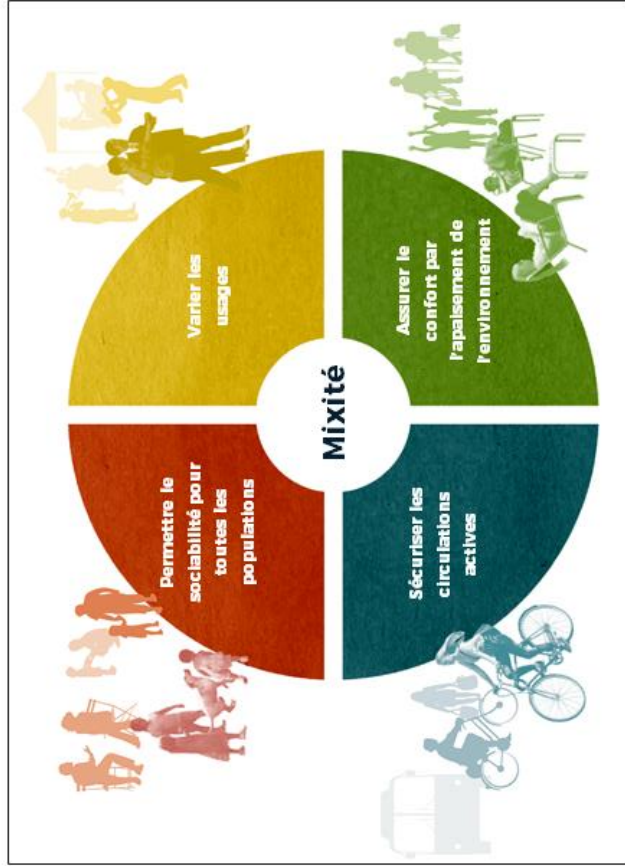 Permettre le
sociabilité pour
toutes les
populations
Varier les
usages
Mixité
Sécuriser les
circulations
actives
Assurer le
confort par
l'apaisement de
l'environnement